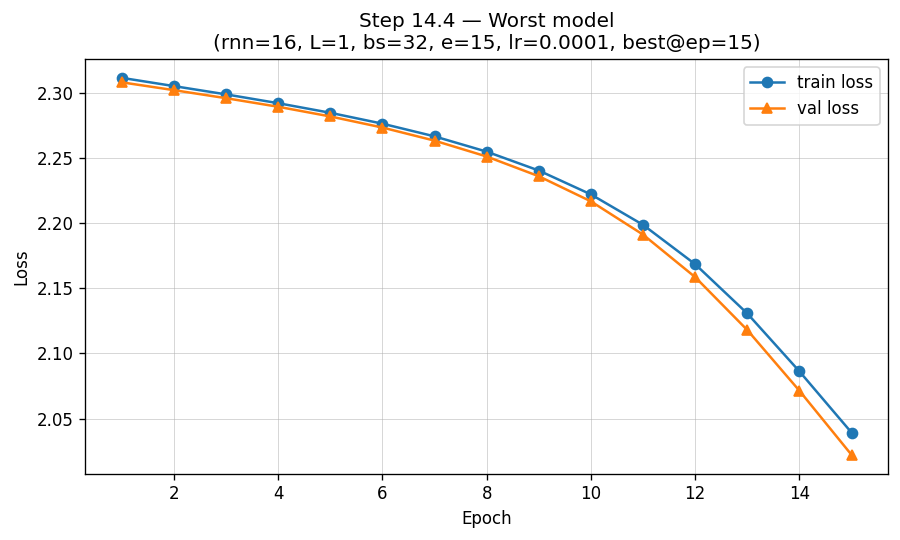 Step 14.4 — Worst model
(rnn=16, L=1, bs=32, e=15, lr=0.0001, best@ep=15)
train loss
val loss
2.30
2.25
2.20
2.15
2.10
2.05
Loss
2 4 6 8 10 12 14
Epoch